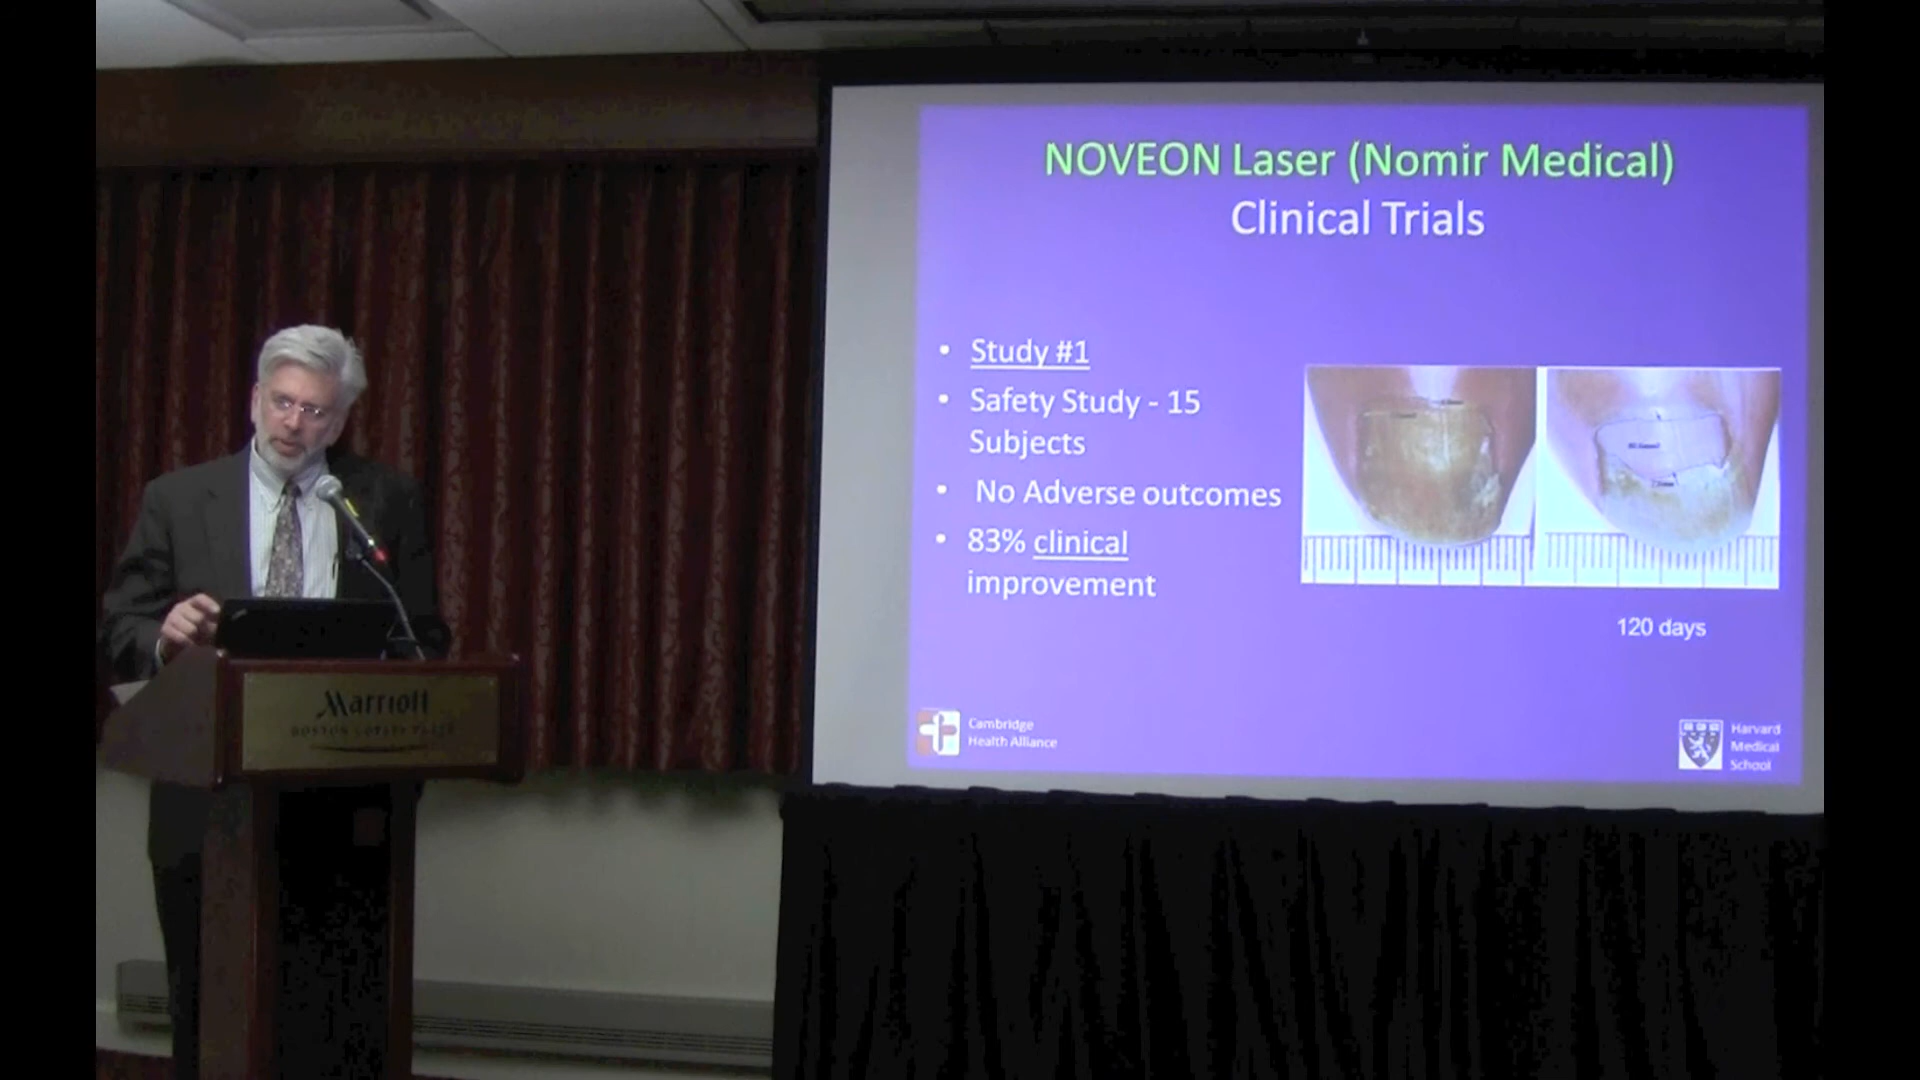 NOVEON Laser (Nomir Medical)
Clinical Trials
• Study #1
• Safety Study - 15
Subjects
• No Adverse outcomes
• 83% clinical
improvement
120 days
Cambridge
Health Alliance
Harvard
Medical
School
Marriott